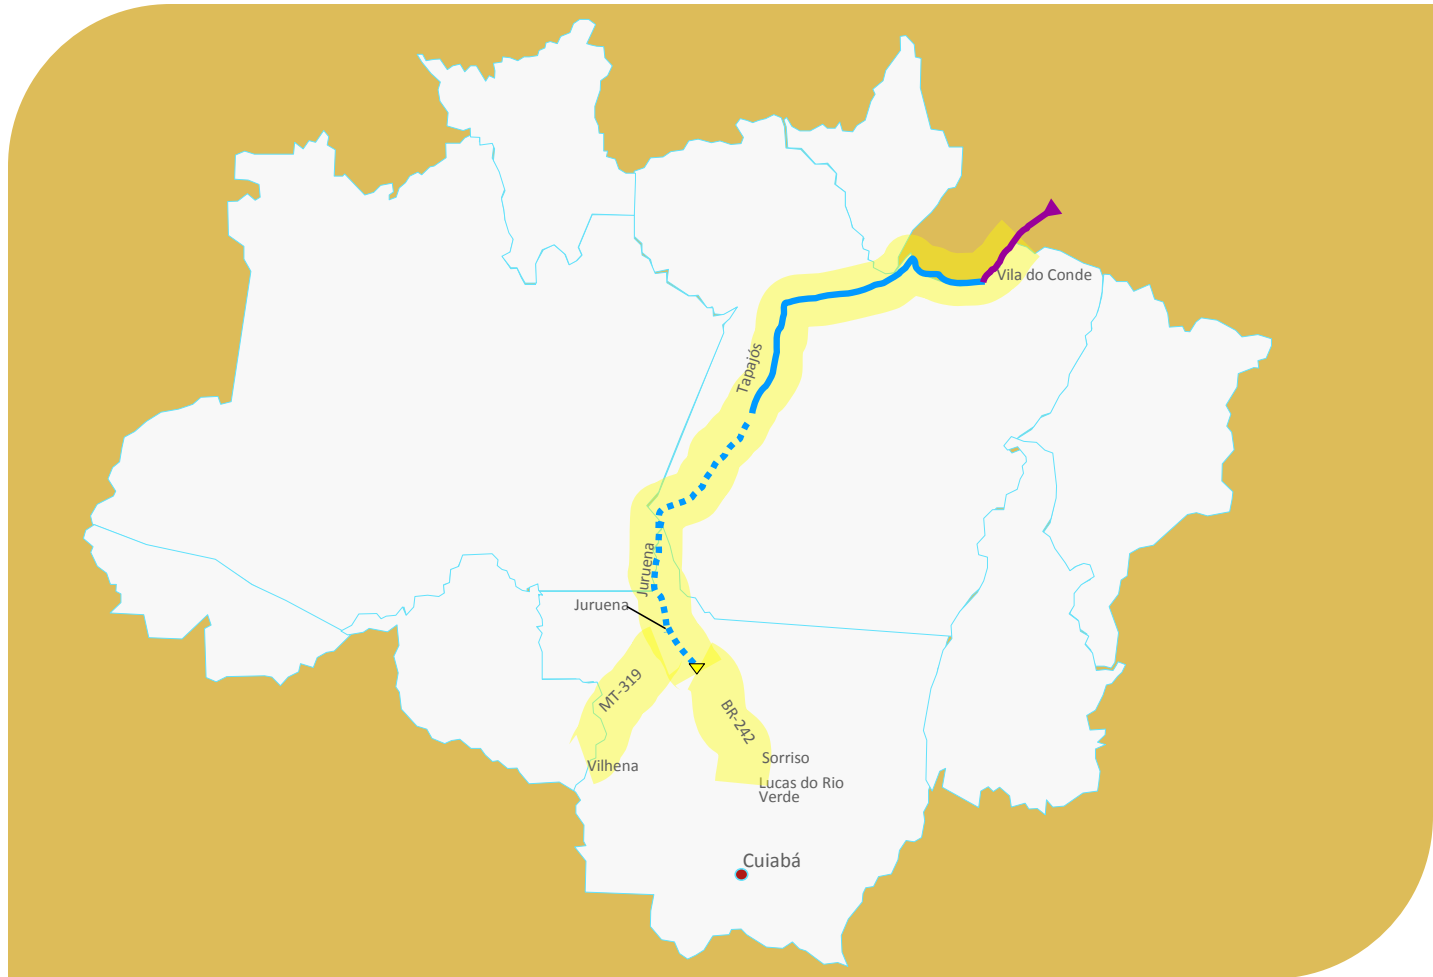 Vila do Conde
Tapajós
Juruena
Juruena
MT-319
BR-242
Vilhena
Sorriso
Lucas do Rio
Verde
Cuiabá